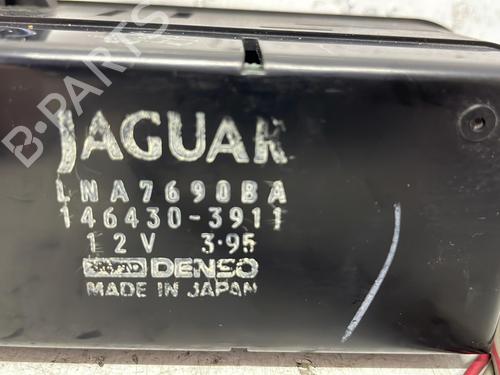 JAGUAR
LNA7690BA
146430-3911
12V 3·95
DENSO
MADE IN JAPAN
B-PARTS